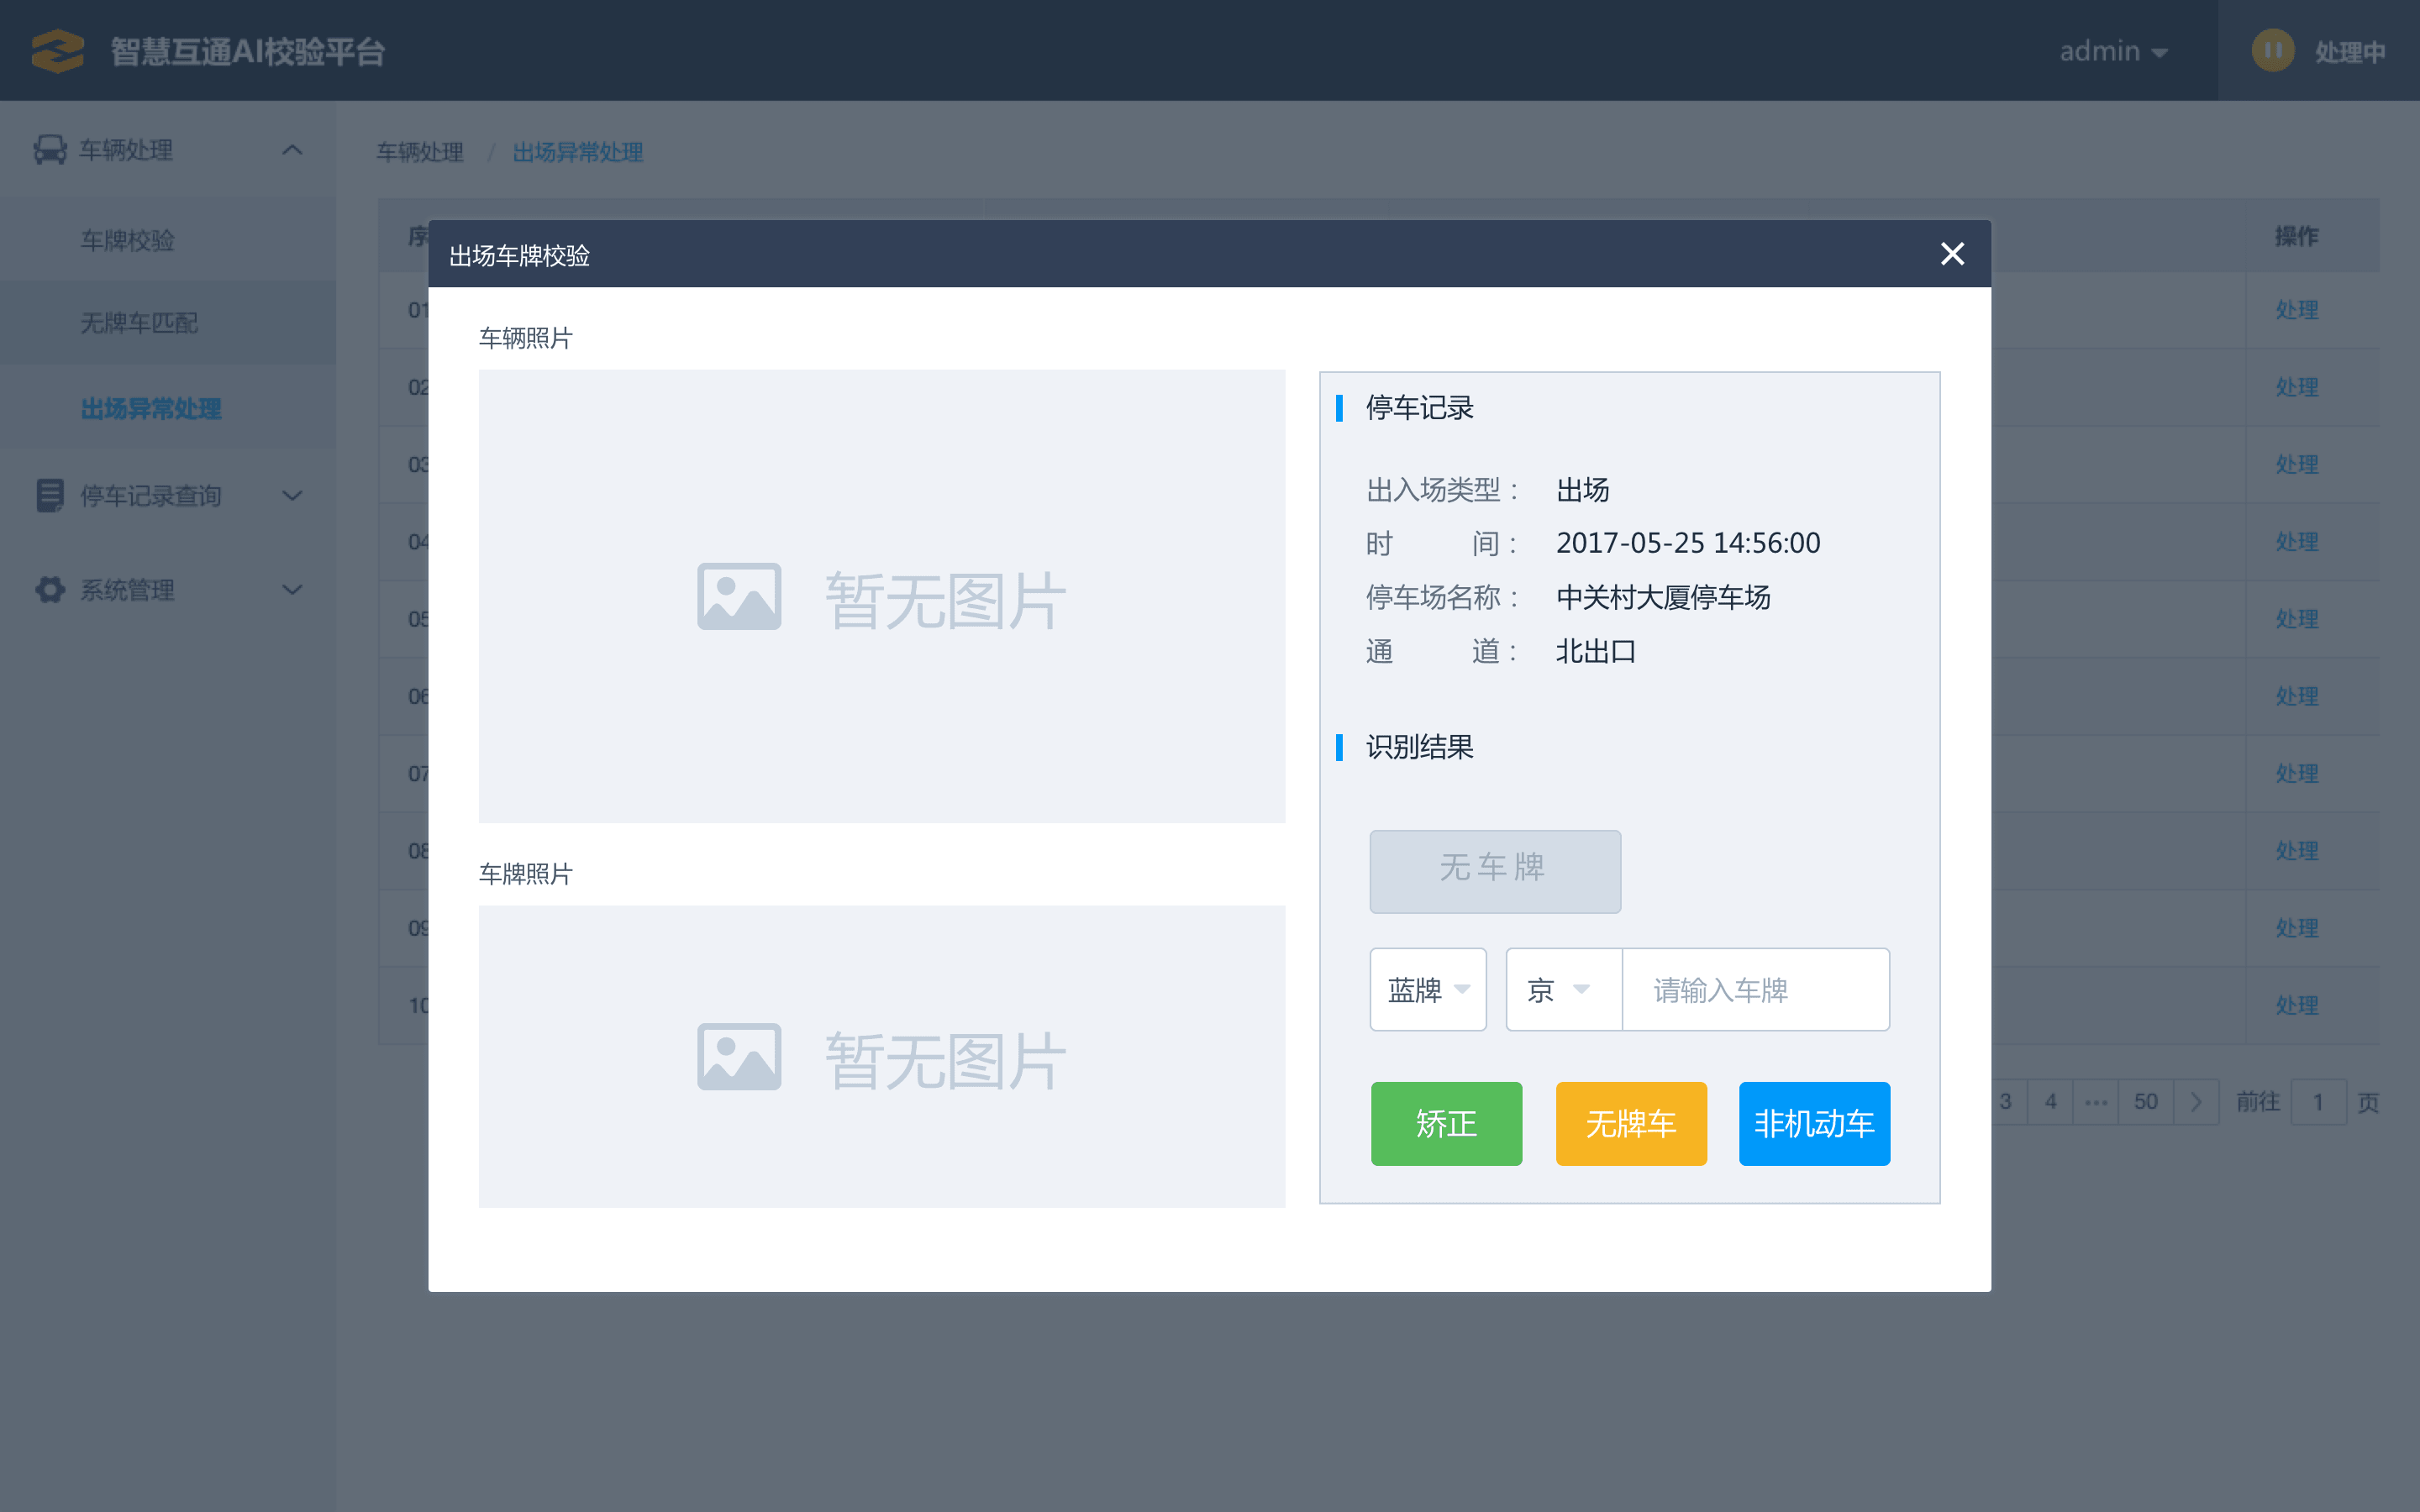 智慧互通AI校验平台
admin
处理中
车辆处理
车牌校验
无牌车匹配
出场异常处理
停车记录查询
系统管理
车辆处理 / 出场异常处理
序
操作
01
处理
02
处理
03
处理
04
处理
05
处理
06
处理
07
处理
08
处理
09
处理
10
处理
3 4 ••• 50 > 前往 1 页
出场车牌校验
车辆照片
暂无图片
车牌照片
暂无图片
停车记录
出入场类型： 出场
时 间： 2017-05-25 14:56:00
停车场名称： 中关村大厦停车场
通 道： 北出口
识别结果
无车牌
蓝牌 京 请输入车牌
矫正 无牌车 非机动车